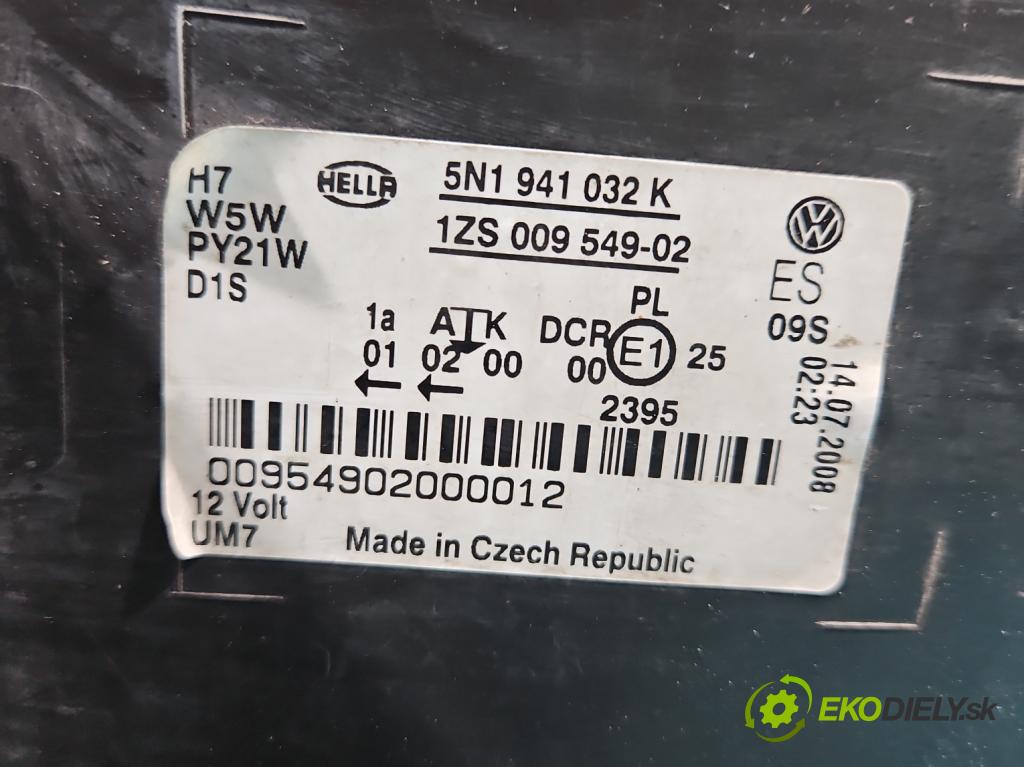 H7
W5W
PY21W
D1S
HELLA
5N1 941 032 K
1ZS 009 549-02
VW
ES
09S
PL
1a ATK DCR E1 25
01 02 00 00
2395
14.07.2008
02:23
00954902000012
12 Volt
UM7
Made in Czech Republic
EKODIELY.sk